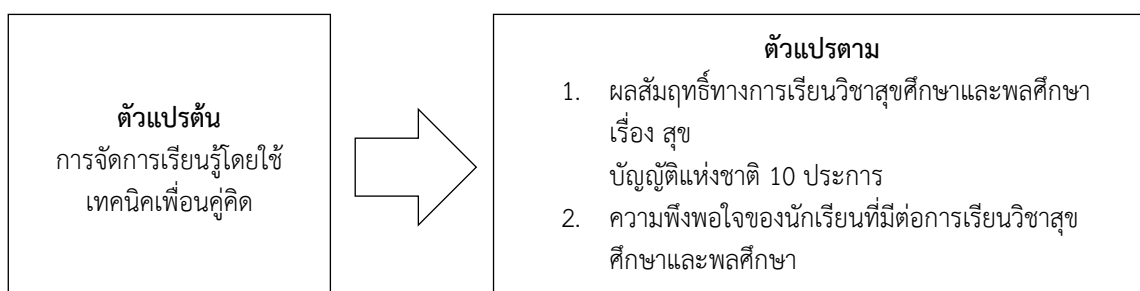 ตัวแปรต้น
การจัดการเรียนรู้โดยใช้
เทคนิคเพื่อนคู่คิด
ตัวแปรตาม
1. ผลสัมฤทธิ์ทางการเรียนวิชาสุขศึกษาและพลศึกษา
เรื่อง สุข
บัญญัติแห่งชาติ 10 ประการ
2. ความพึงพอใจของนักเรียนที่มีต่อการเรียนวิชาสุข
ศึกษาและพลศึกษา